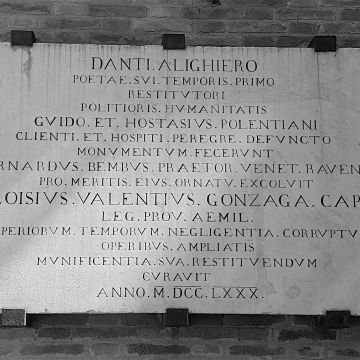 DANTI. ALIGHIERO
POETAE. SVI. TEMPORIS. PRIMO
RESTITVTORI
POLITIORIS. HVMANITATIS
GVIDO. ET. HOSTASIVS. POLENTIANI
CLIENTI. ET. HOSPITI. PEREGRE. DEFVNCTO
MONVMENTVM. FECERVNT
RNARDVS. BEMBVS. PRAETOR. VENET. RAVEN
PRO. MERITIS. EIVS. ORNATV. EXCOLVIT
LOISIVS. VALENTIVS. GONZAGA. CAR
LEG. PROV. AEMIL.
PERIORVM. TEMPORVM. NEGLIGENTIA. CORRVPTV
OPERIBVS. AMPLIATIS
MVNIFICENTIA. SVA. RESTITVENDVM
CVRAVIT
ANNO. M. DCC. LXXX.